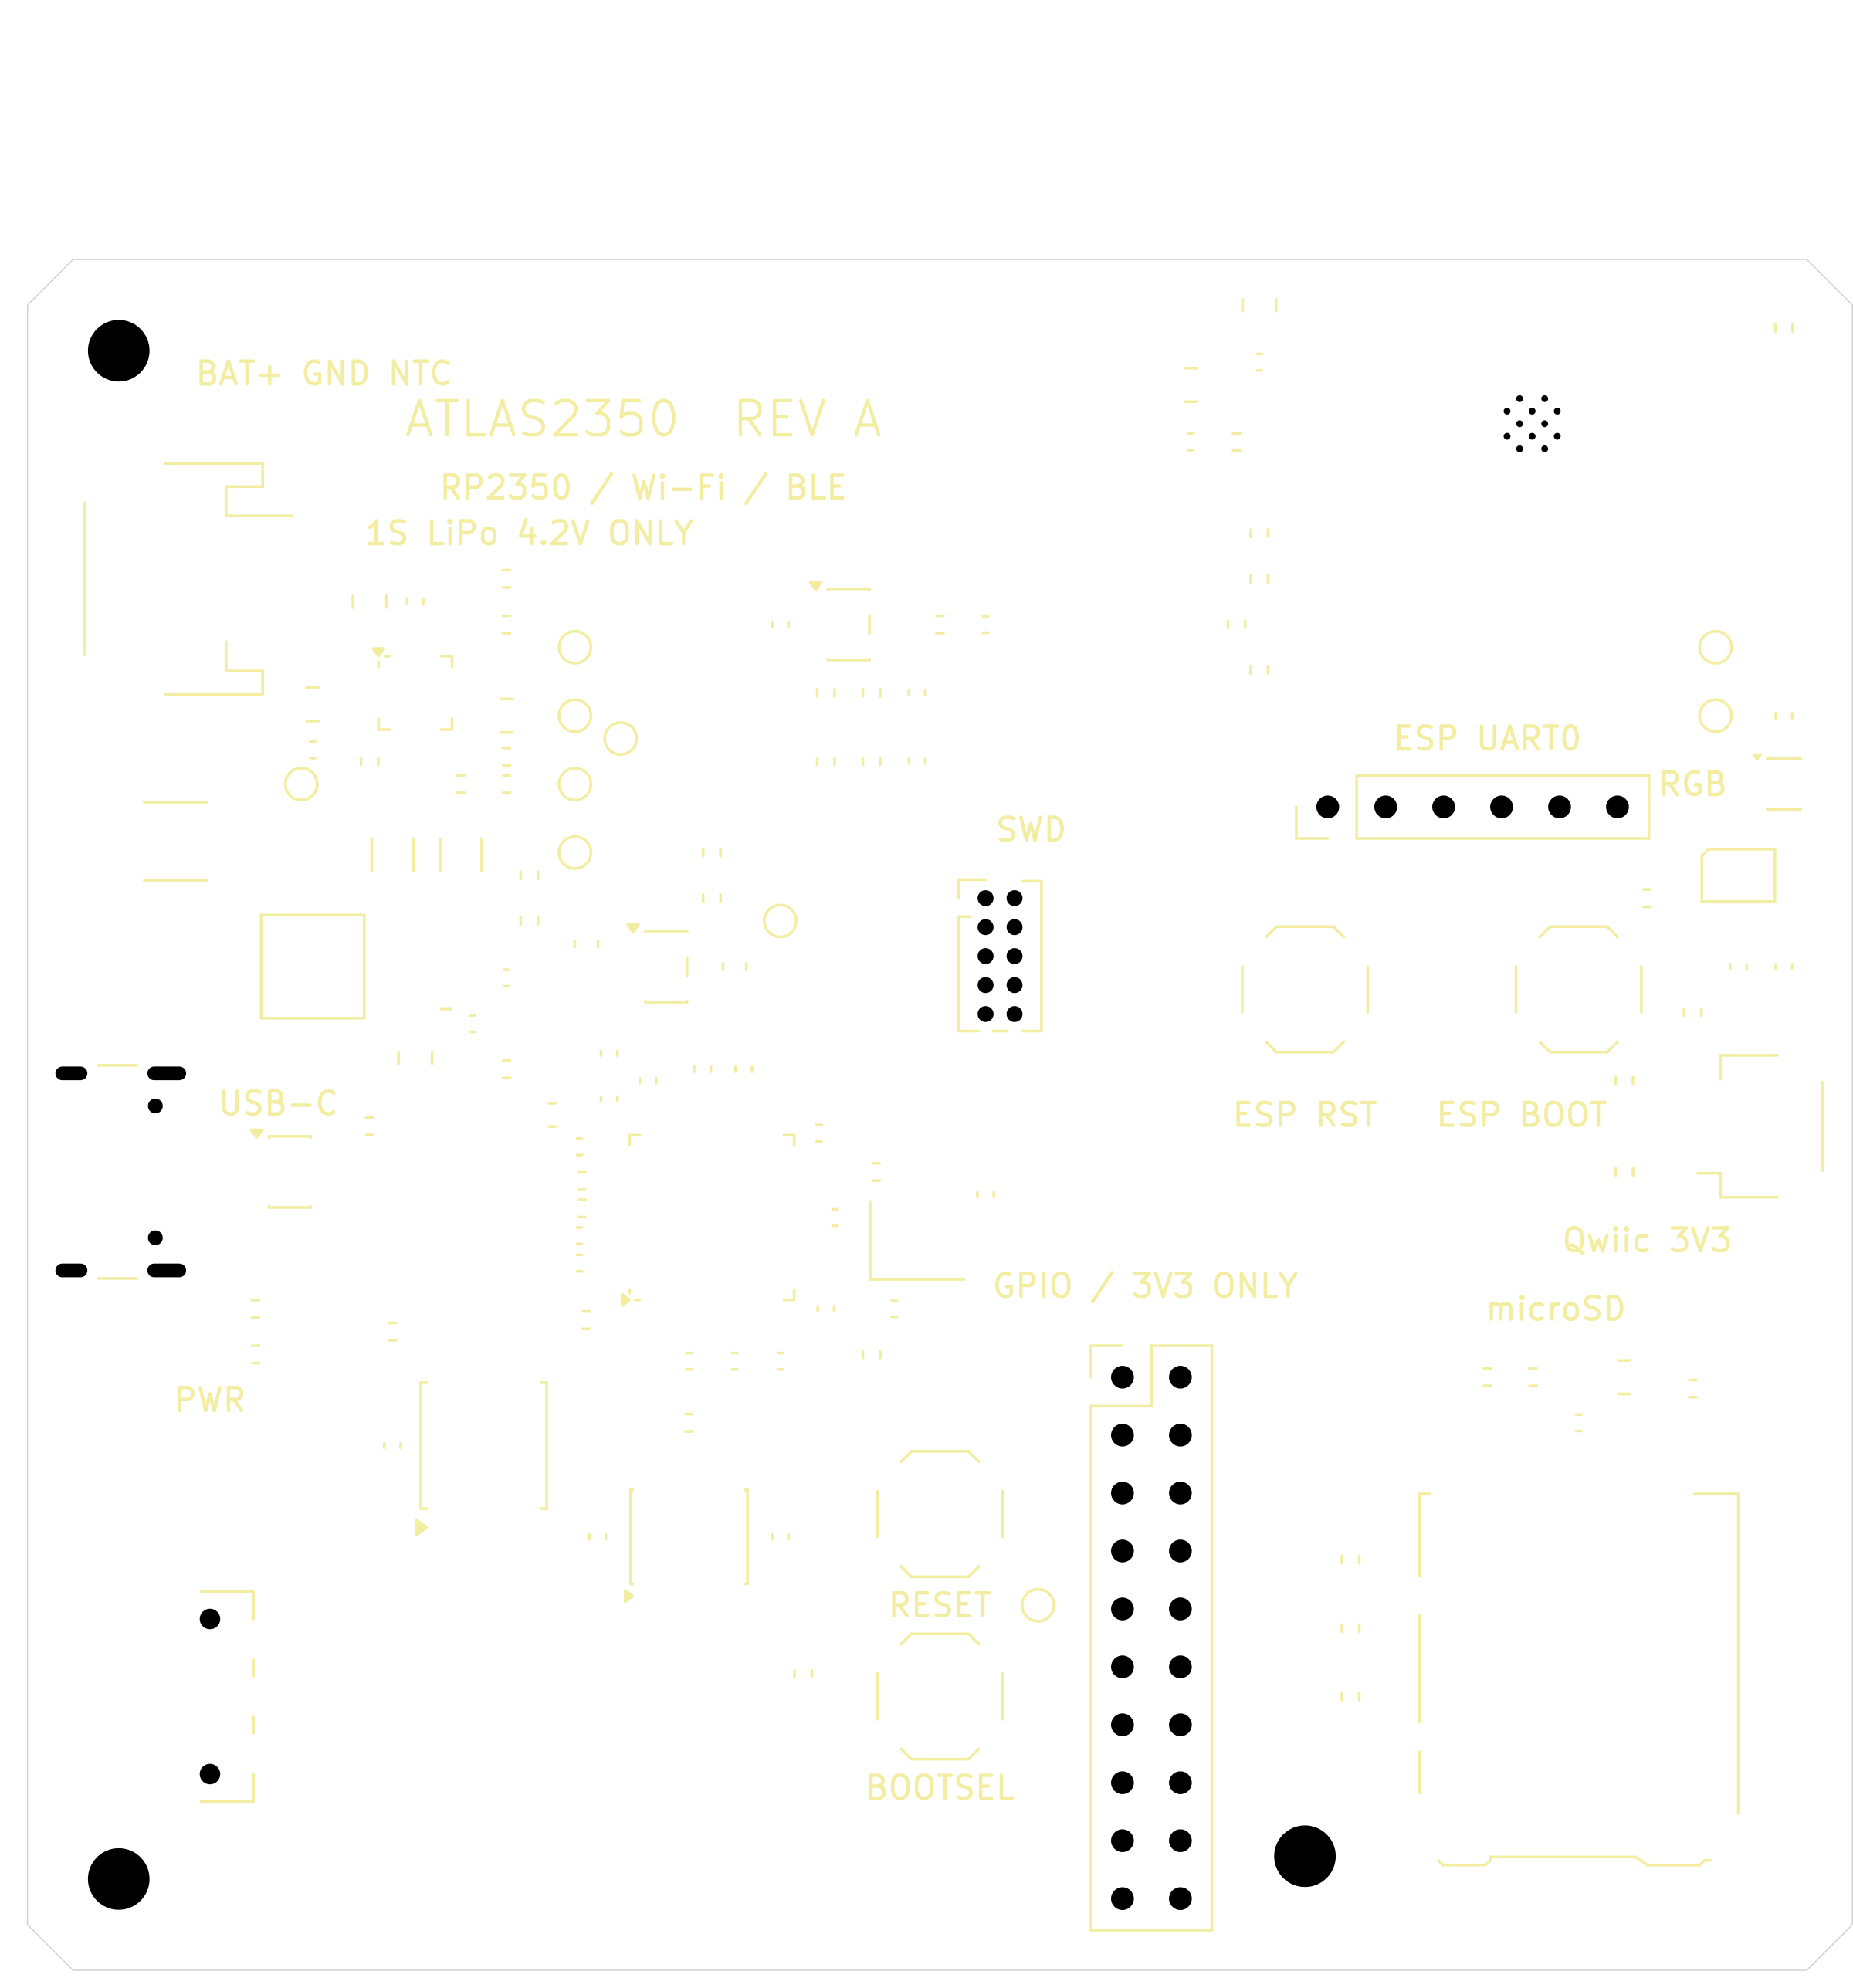 BAT+ GND NTC
ATLAS2350 REV A
RP2350 / Wi-Fi / BLE
1S LiPo 4.2V ONLY
ESP UART0
RGB
SWD
USB-C
ESP RST
ESP BOOT
Qwiic 3V3
GPIO / 3V3 ONLY
microSD
PWR
RESET
BOOTSEL